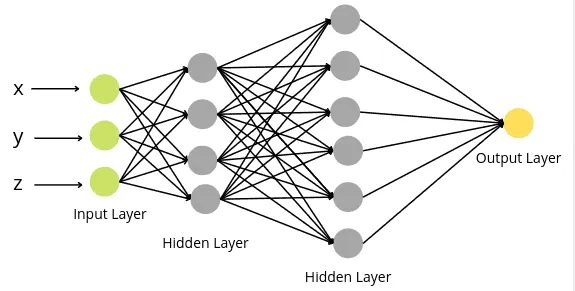 x
y
z
Input Layer
Hidden Layer
Hidden Layer
Output Layer